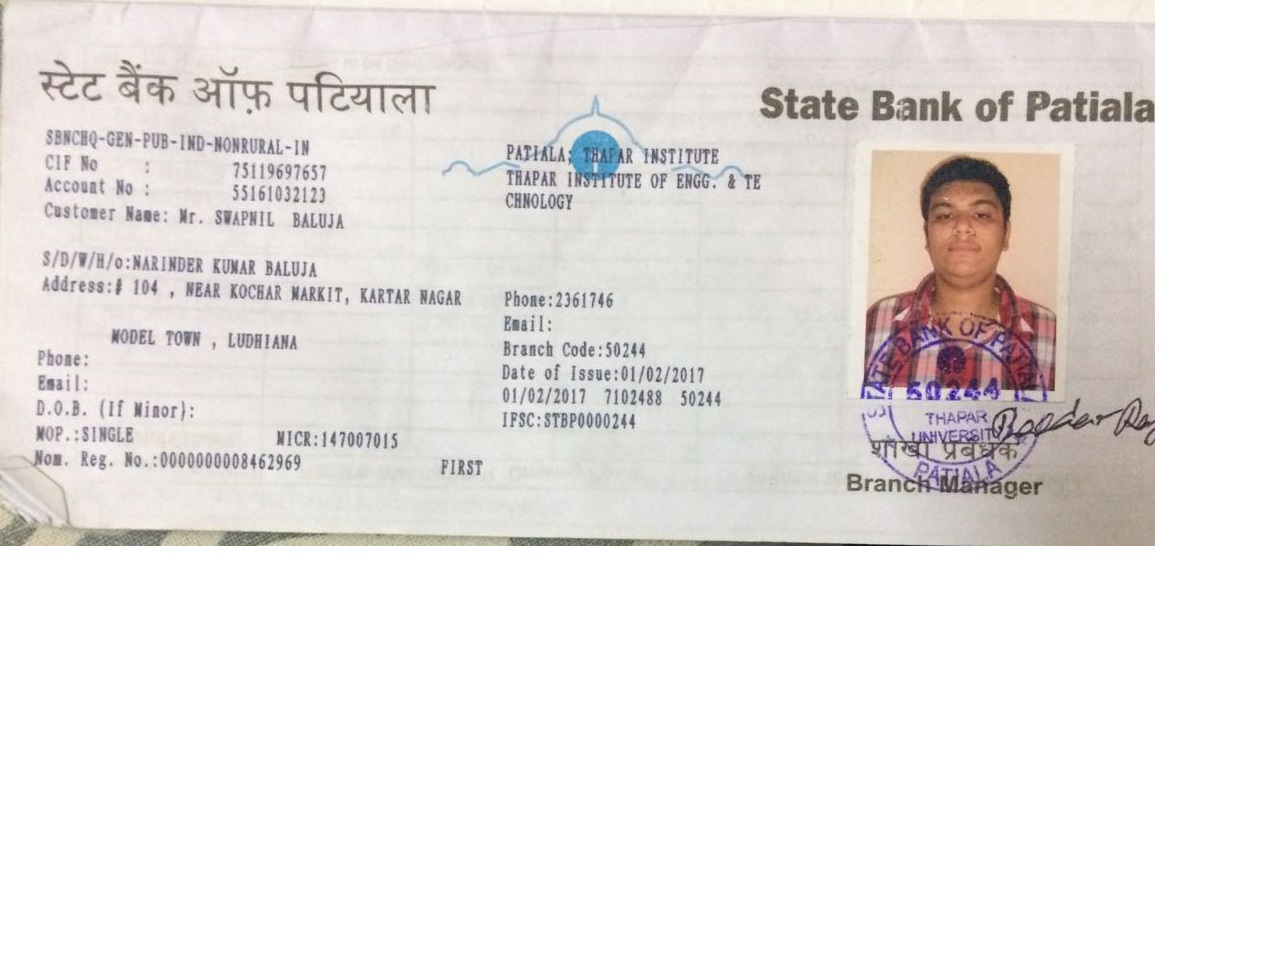 स्टेट बैंक ऑफ़ पटियाला
State Bank of Patiala
SBNCHQ-GEN-PUB-IND-NONRURAL-IN
CIF No : 75119697657
Account No : 55161032123
Customer Name: Mr. SWAPNIL BALUJA
S/D/W/H/o:NARINDER KUMAR BALUJA
Address:# 104 , NEAR KOCHAR MARKIT, KARTAR NAGAR
MODEL TOWN , LUDHIANA
Phone:
Email:
D.O.B. (If Minor):
MOP.:SINGLE MICR:147007015
Nom. Reg. No.:0000000008462969 FIRST
PATIALA; THAPAR INSTITUTE
THAPAR INSTITUTE OF ENGG. & TE
CHNOLOGY
Phone:2361746
Email:
Branch Code:50244
Date of Issue:01/02/2017
01/02/2017 7102488 50244
IFSC:STBP0000244
STATE BANK OF PATIALA
50244
THAPAR
UNIVERSITY
PATIALA
शाखा प्रबंधक
Branch Manager